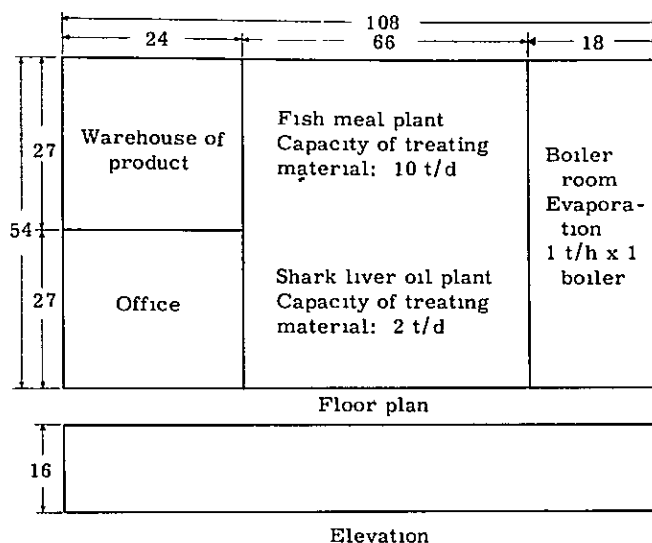 108
24 66 18
Warehouse of
product
27
Fish meal plant
Capacity of treating
material: 10 t/d
Boiler
room
Evapora-
tion
1 t/h x 1
boiler
54
27
Office
Shark liver oil plant
Capacity of treating
material: 2 t/d
Floor plan
16
Elevation